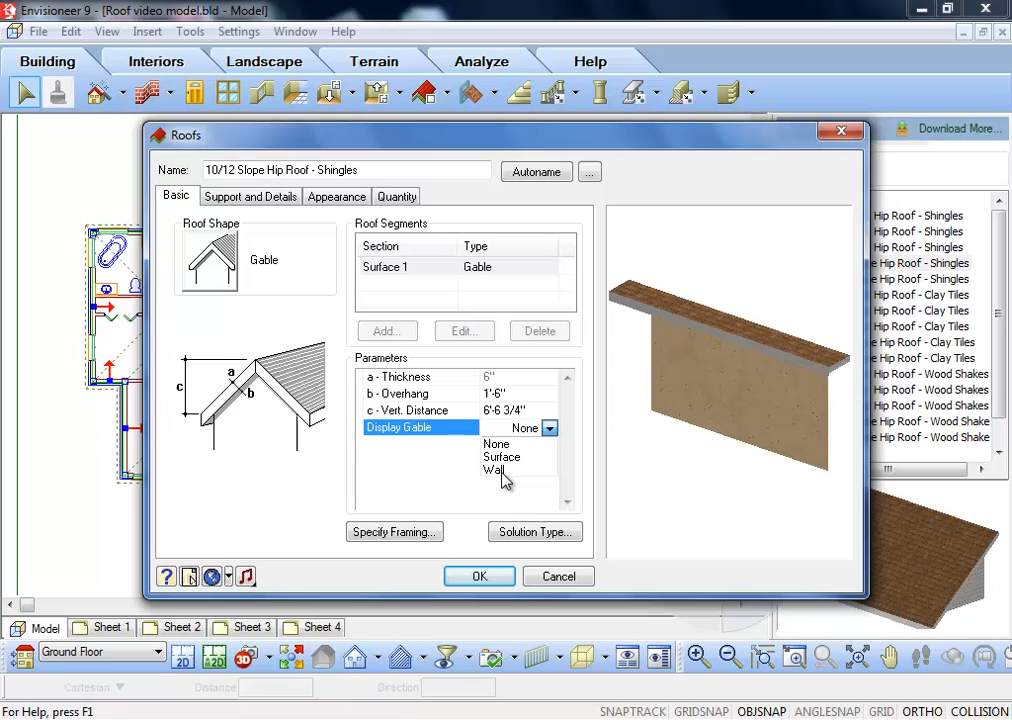 Envisioneer 9 - [Roof video model.bld - Model]
File Edit View Insert Tools Settings Window Help
Building Interiors Landscape Terrain Analyze Help
Download More...
Roofs
Name: 10/12 Slope Hip Roof - Shingles Autoname ...
Basic Support and Details Appearance Quantity
Roof Shape
Gable
Roof Segments
Section Type
Surface 1 Gable
Add... Edit... Delete
Parameters
a - Thickness 6"
b - Overhang 1'-6"
c - Vert. Distance 6'-6 3/4"
Display Gable None
None
Surface
Wall
a
b
c
Specify Framing... Solution Type...
OK Cancel
Hip Roof - Shingles
Hip Roof - Shingles
Hip Roof - Shingles
e Hip Roof - Shingles
e Hip Roof - Shingles
Hip Roof - Clay Tiles
Hip Roof - Clay Tiles
Hip Roof - Clay Tiles
e Hip Roof - Clay Tiles
e Hip Roof - Clay Tiles
Hip Roof - Wood Shakes
Hip Roof - Wood Shakes
Hip Roof - Wood Shakes
e Hip Roof - Wood Shakes
e Hip Roof - Wood Shakes
Model Sheet 1 Sheet 2 Sheet 3 Sheet 4
Ground Floor 2D 2D 3D
Cartesian Distance Direction
For Help, press F1 SNAPTRACK GRIDSNAP OBJSNAP ANGLESNAP GRID ORTHO COLLISION